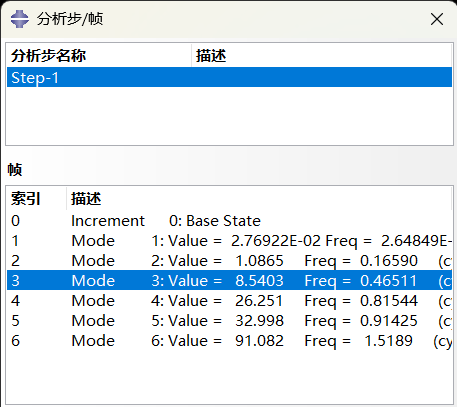 分析步/帧
分析步名称 描述
Step-1
帧
索引 描述
0 Increment 0: Base State
1 Mode 1: Value = 2.76922E-02 Freq = 2.64849E-
2 Mode 2: Value = 1.0865 Freq = 0.16590 (c
3 Mode 3: Value = 8.5403 Freq = 0.46511 (c
4 Mode 4: Value = 26.251 Freq = 0.81544 (c
5 Mode 5: Value = 32.998 Freq = 0.91425 (c
6 Mode 6: Value = 91.082 Freq = 1.5189 (cy